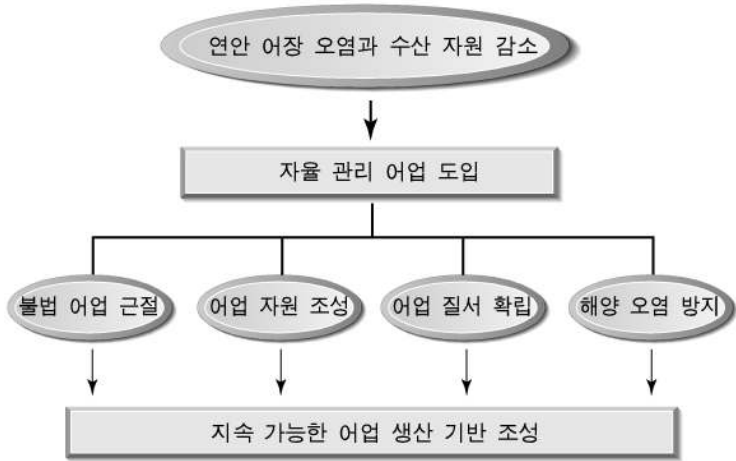 연안 어장 오염과 수산 자원 감소
자율 관리 어업 도입
불법 어업 근절
어업 자원 조성
어업 질서 확립
해양 오염 방지
지속 가능한 어업 생산 기반 조성